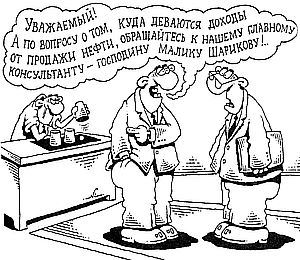 УВАЖАЕМЫЙ!
А ПО ВОПРОСУ О ТОМ, КУДА ДЕВАЮТСЯ ДОХОДЫ
ОТ ПРОДАЖИ НЕФТИ, ОБРАЩАЙТЕСЬ К НАШЕМУ ГЛАВНОМУ
КОНСУЛЬТАНТУ – ГОСПОДИНУ МАЛИКУ ШАРИКОВУ!..